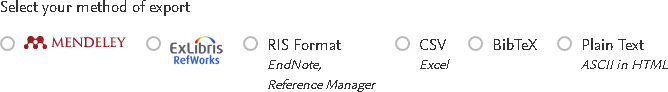 Select your method of export
MENDELEY
ExLibris
RefWorks
RIS Format
EndNote,
Reference Manager
CSV
Excel
BibTeX
Plain Text
ASCII in HTML